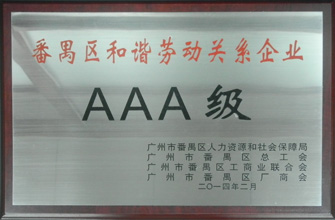 番禺区和谐劳动关系企业
AAA级
广州市番禺区人力资源和社会保障局
广州市番禺区总工会
广州市番禺区工商业联合会
广州市番禺区厂商会
二〇一四年二月